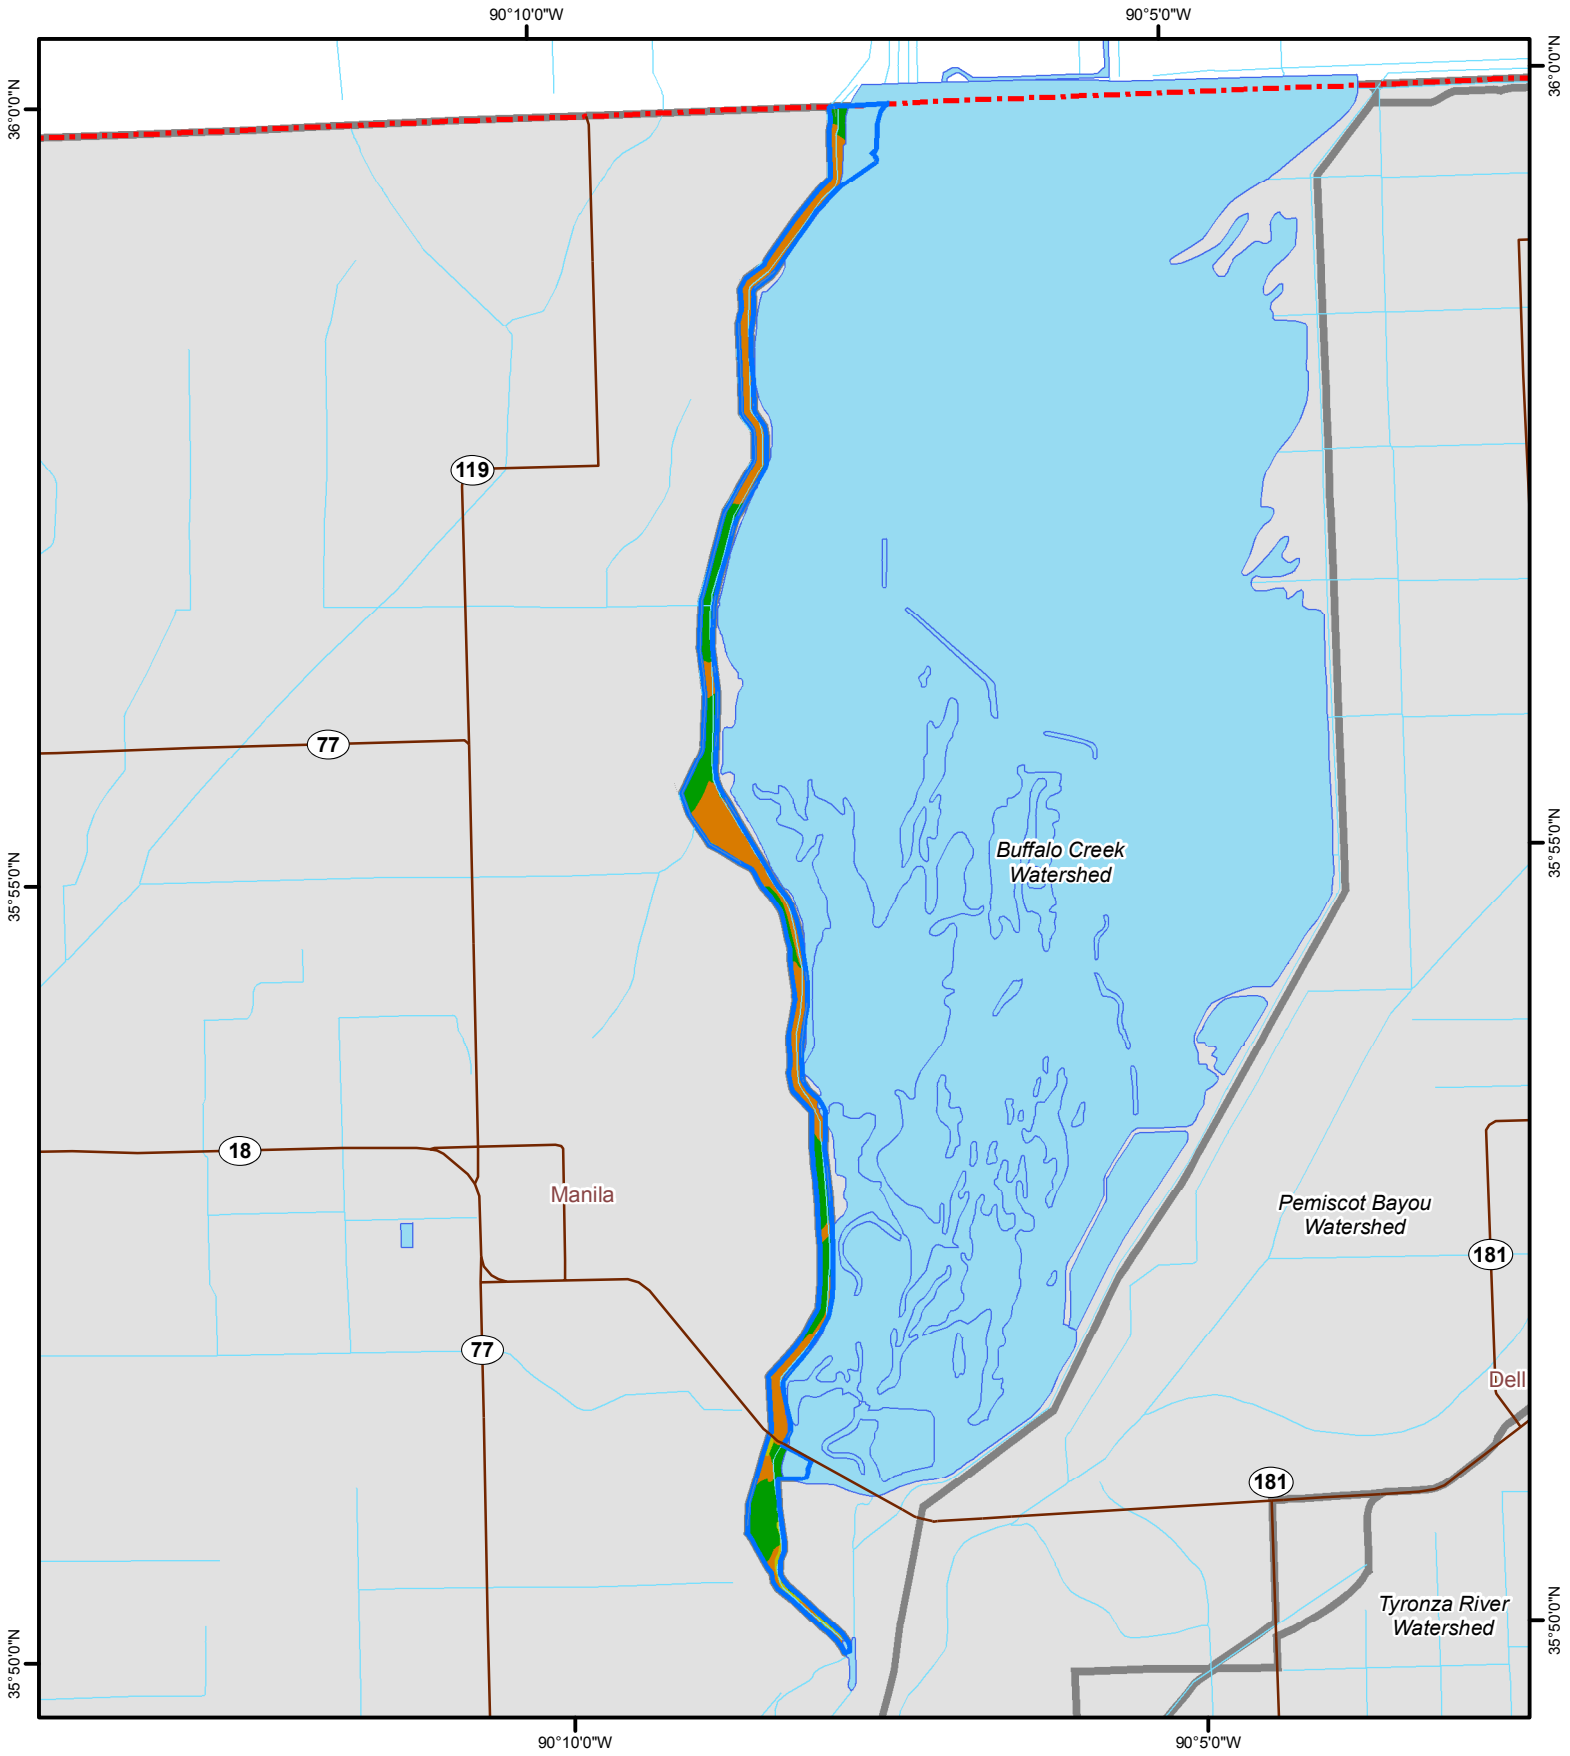 90°10'0"W
90°5'0"W
36°0'0"N
36°0'0"N
119
77
Buffalo Creek
Watershed
35°55'0"N
35°55'0"N
18
Manila
Pemiscot Bayou
Watershed
181
77
Dell
181
Tyronza River
Watershed
35°50'0"N
35°50'0"N
90°10'0"W
90°5'0"W